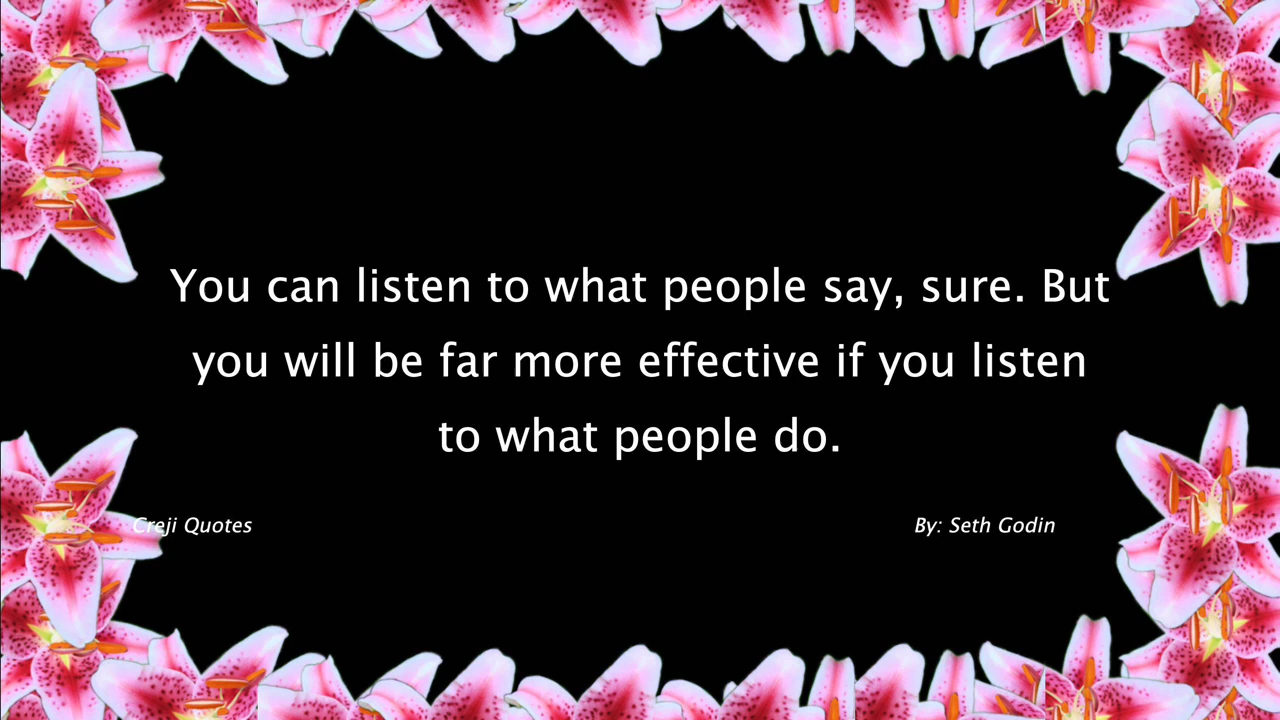 You can listen to what people say, sure. But
you will be far more effective if you listen
to what people do.
Creji Quotes
By: Seth Godin